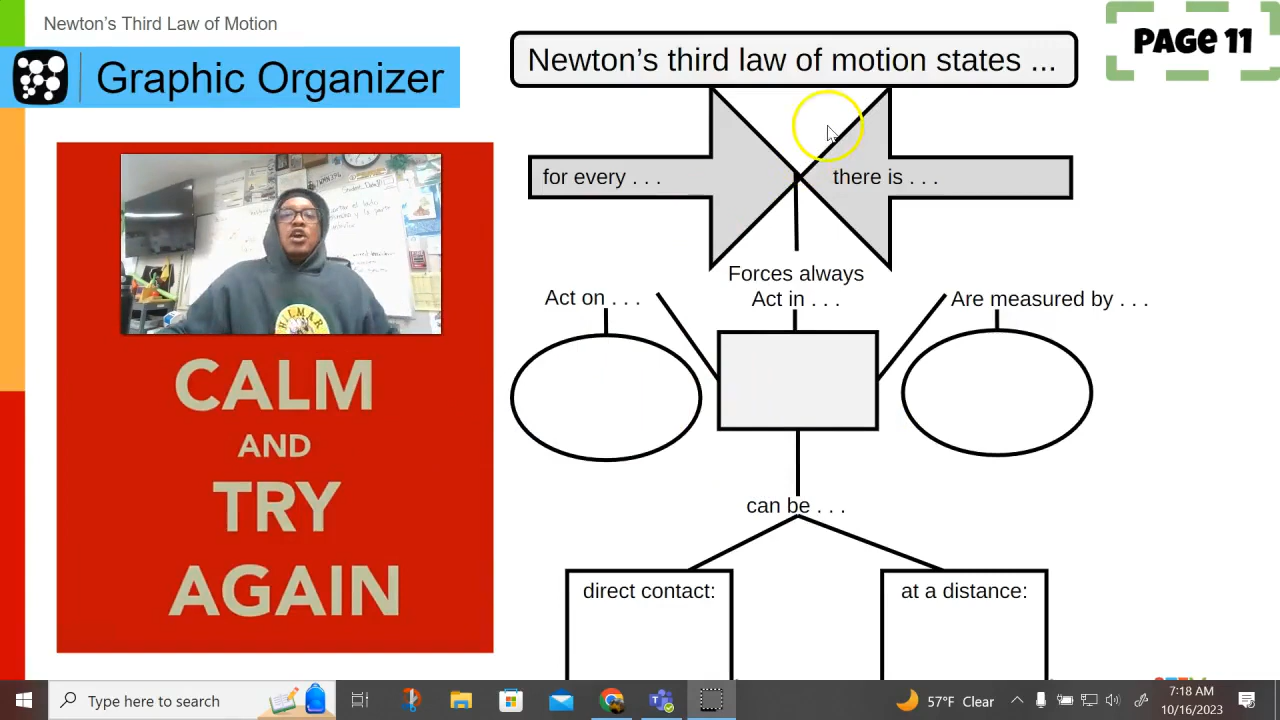 Newton's Third Law of Motion
Graphic Organizer
PAGE 11
Newton's third law of motion states ...
for every . . .
there is . . .
Forces always
Act in . . .
Act on . . .
Are measured by . . .
can be . . .
direct contact:
at a distance:
HILMAR
CALM
AND
TRY
AGAIN
Type here to search
57°F Clear
7:18 AM
10/16/2023